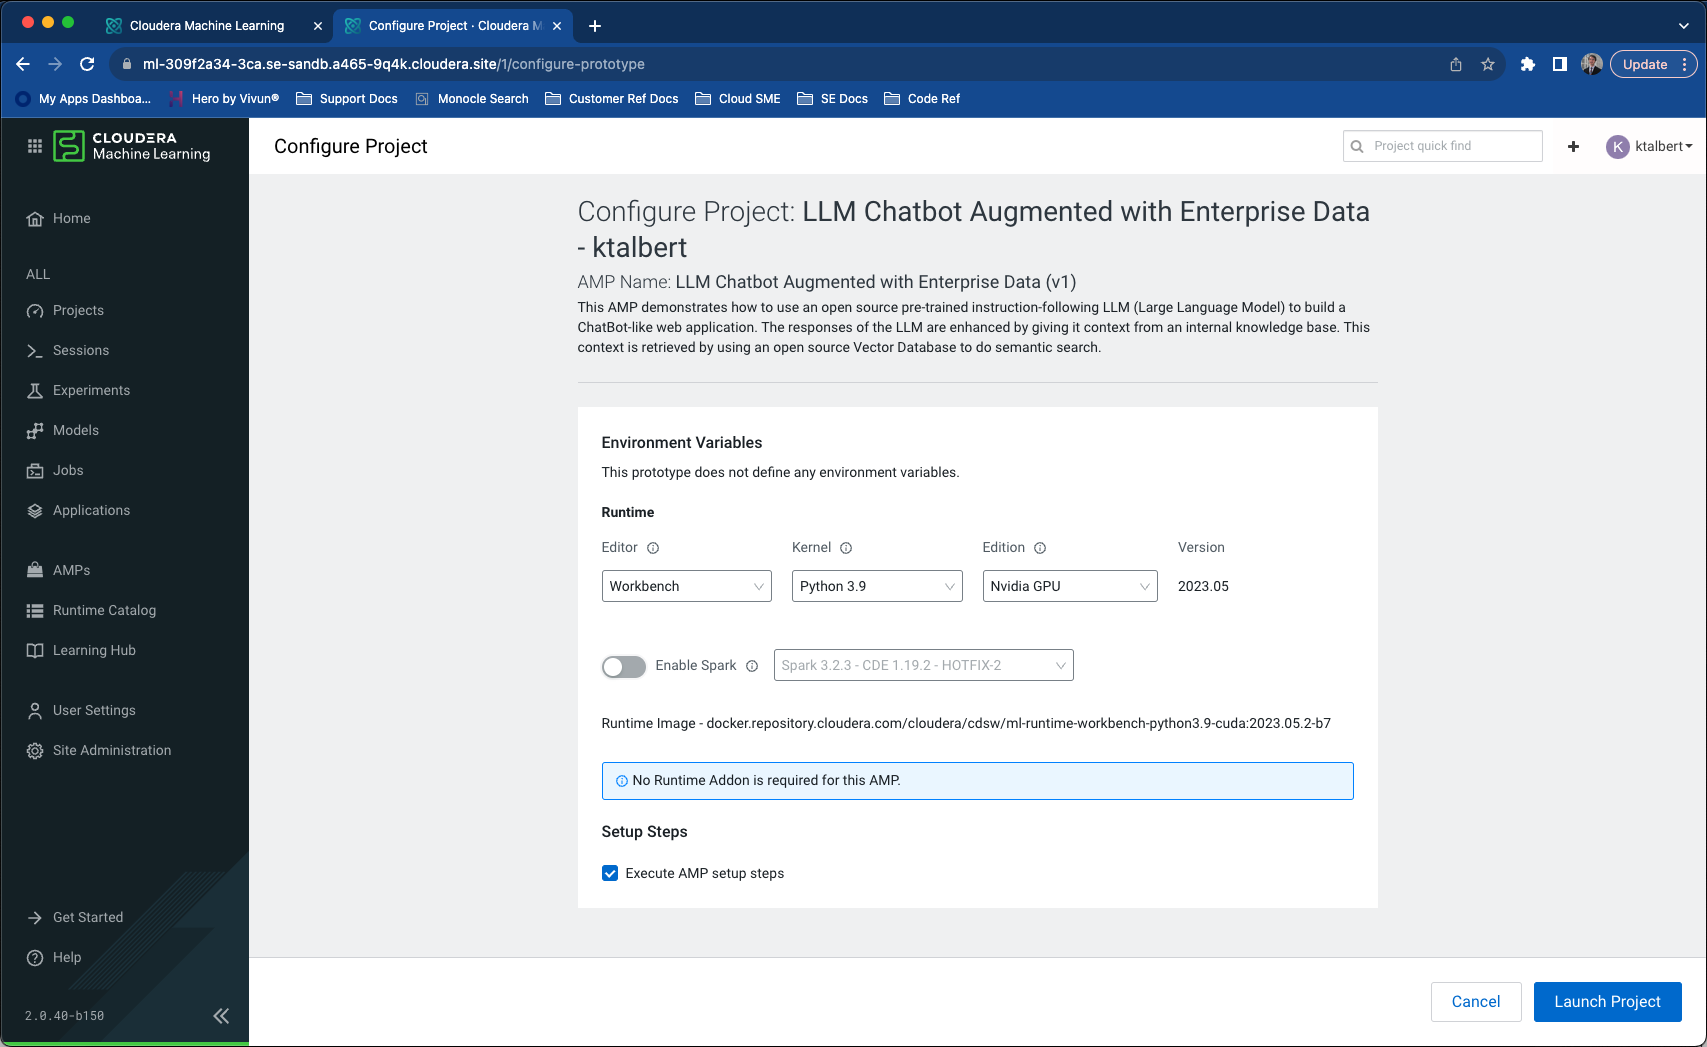 Cloudera Machine Learning
Configure Project · Cloudera M
ml-309f2a34-3ca.se-sandb.a465-9q4k.cloudera.site/1/configure-prototype
Update
My Apps Dashboa...
Hero by Vivun®
Support Docs
Monocle Search
Customer Ref Docs
Cloud SME
SE Docs
Code Ref
CLOUDERA
Machine Learning
Configure Project
Project quick find
K
ktalbert
Home
ALL
Projects
Sessions
Experiments
Models
Jobs
Applications
AMPs
Runtime Catalog
Learning Hub
User Settings
Site Administration
Get Started
Help
2.0.40-b150
Configure Project: LLM Chatbot Augmented with Enterprise Data
- ktalbert
AMP Name: LLM Chatbot Augmented with Enterprise Data (v1)
This AMP demonstrates how to use an open source pre-trained instruction-following LLM (Large Language Model) to build a
ChatBot-like web application. The responses of the LLM are enhanced by giving it context from an internal knowledge base. This
context is retrieved by using an open source Vector Database to do semantic search.
Environment Variables
This prototype does not define any environment variables.
Runtime
Editor Kernel Edition Version
Workbench Python 3.9 Nvidia GPU 2023.05
Enable Spark Spark 3.2.3 - CDE 1.19.2 - HOTFIX-2
Runtime Image - docker.repository.cloudera.com/cloudera/cdsw/ml-runtime-workbench-python3.9-cuda:2023.05.2-b7
No Runtime Addon is required for this AMP.
Setup Steps
Execute AMP setup steps
Cancel
Launch Project